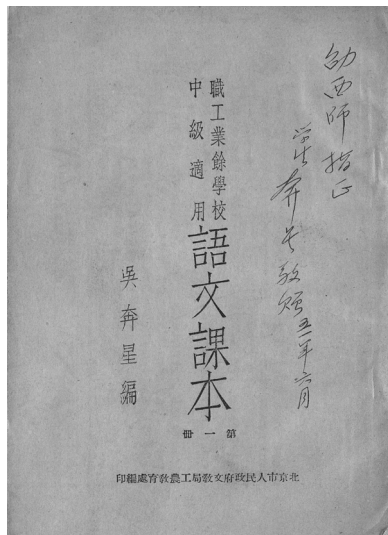 劭西師指正
學生奔星敬贈 五一年六月
職工業餘學校
中級適用
語文課本
第一冊
吳奔星編
北京市人民政府文教局工農教育處編印